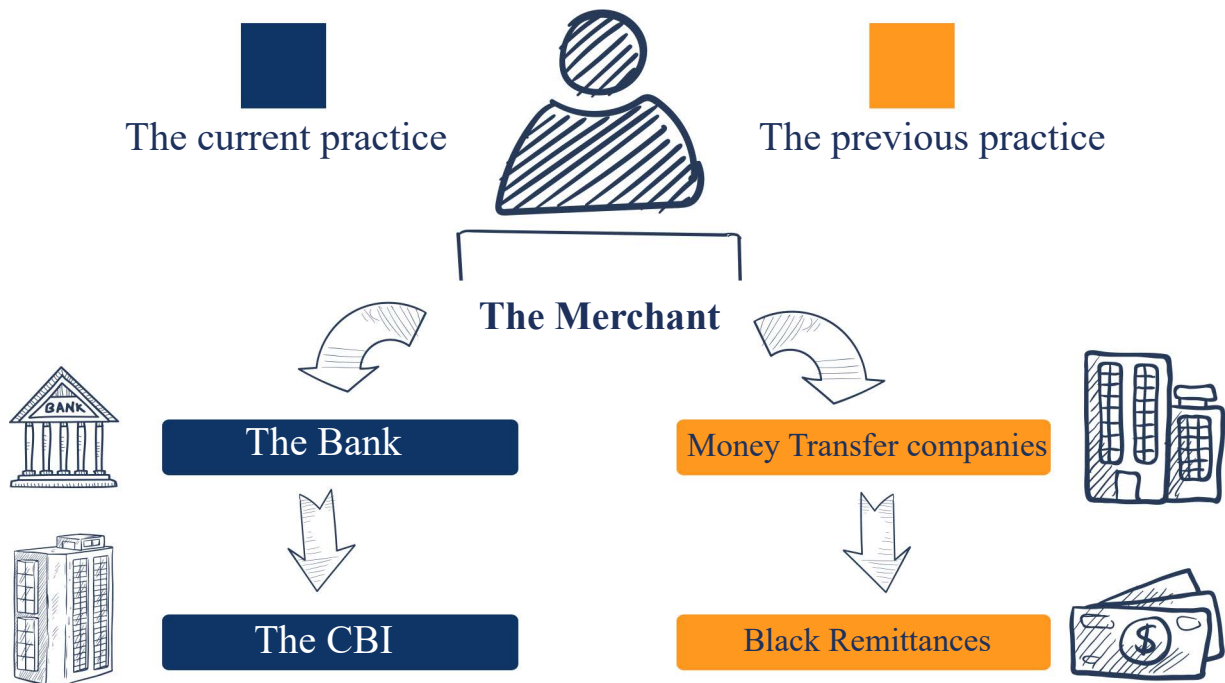 The current practice
The previous practice
The Merchant
BANK
The Bank
Money Transfer companies
The CBI
Black Remittances
$